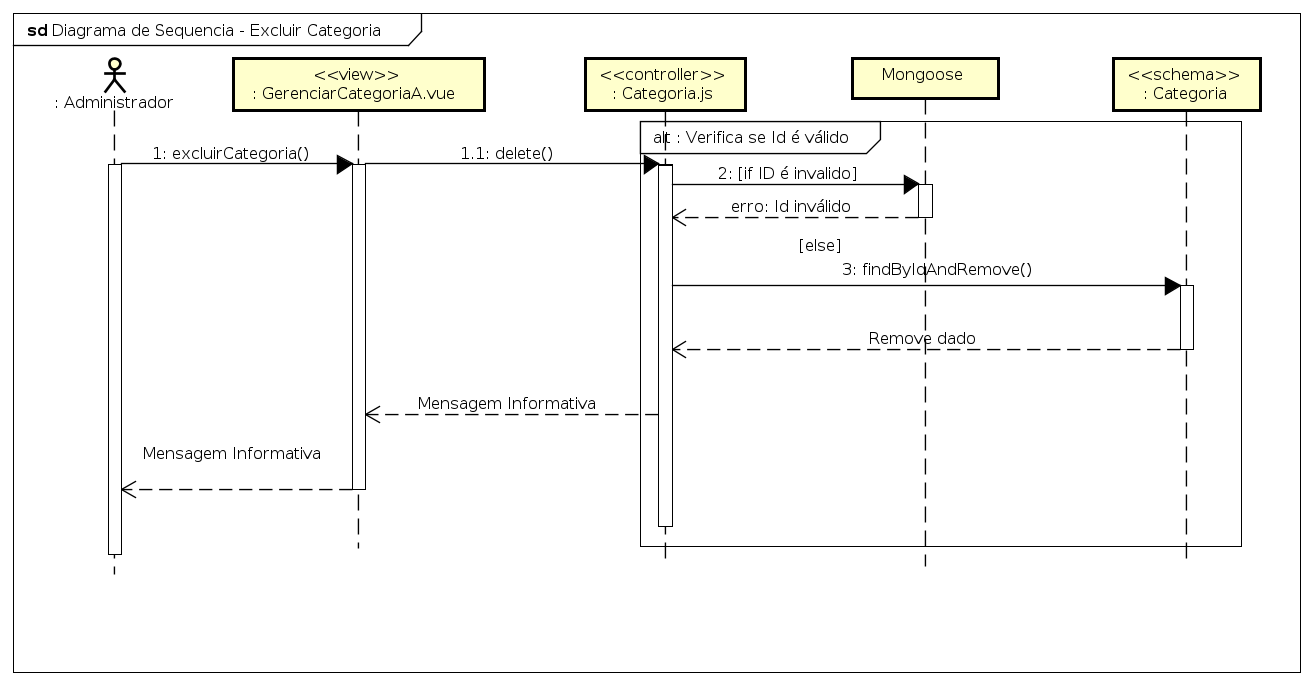 sd Diagrama de Sequencia - Excluir Categoria
: Administrador
<<view>>
: GerenciarCategoriaA.vue
<<controller>>
: Categoria.js
Mongoose
<<schema>>
: Categoria
alt : Verifica se Id é válido
1: excluirCategoria()
1.1: delete()
2: [if ID é invalido]
erro: Id inválido
[else]
3: findByIdAndRemove()
Remove dado
Mensagem Informativa
Mensagem Informativa